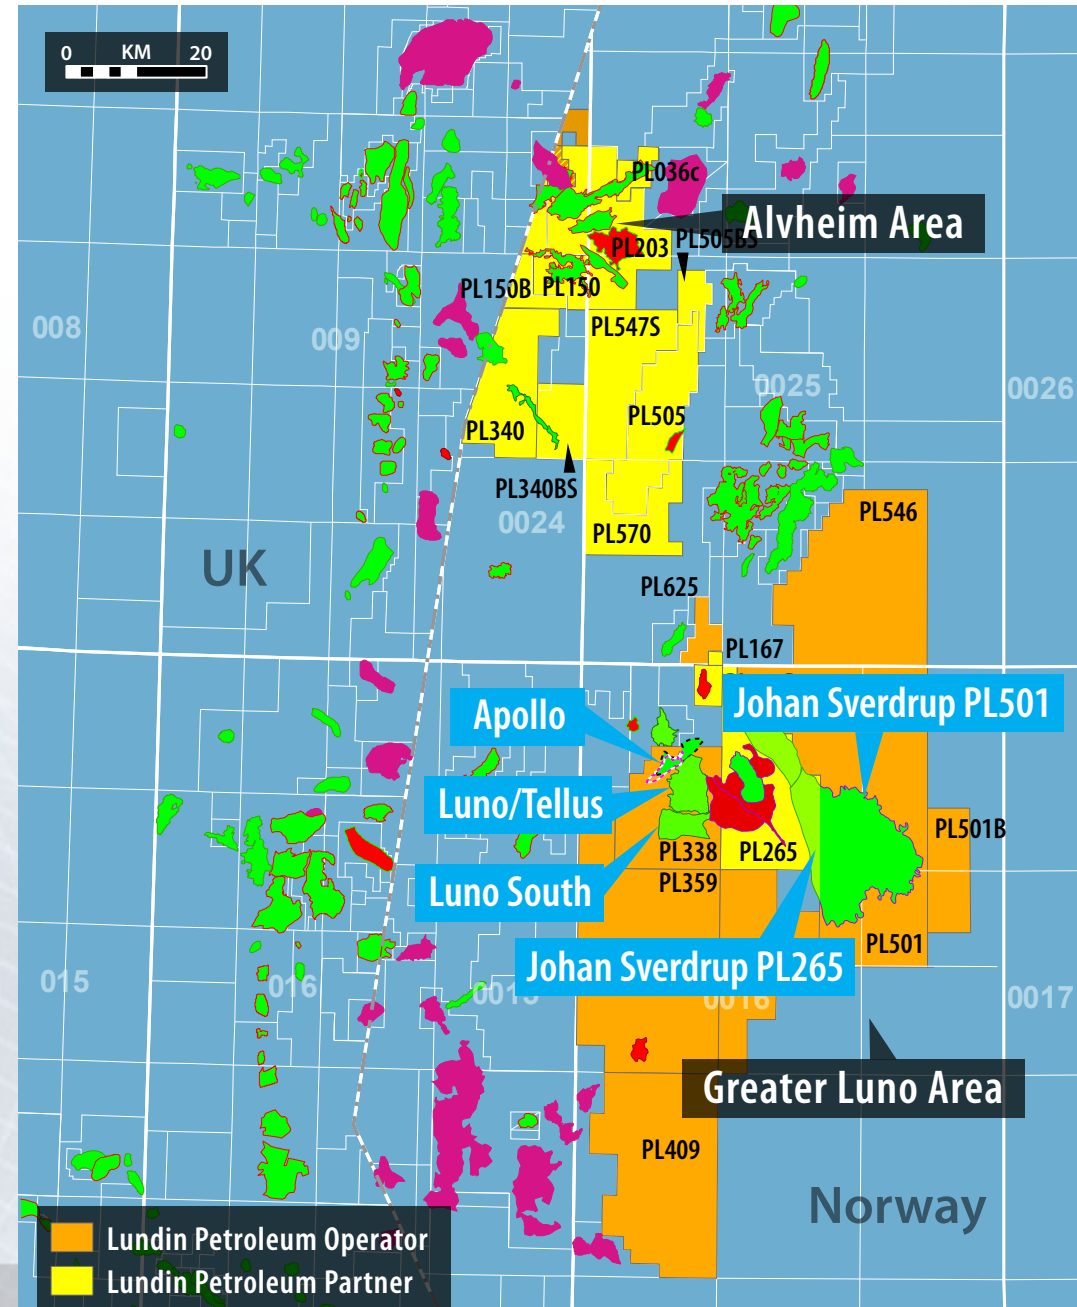 0 KM 20
PL036c
Alvheim Area
PL203
PL505BS
PL150B
PL150
008
009
PL547S
0025
0026
PL505
PL340
PL340BS
0024
PL546
PL570
UK
PL625
PL167
Johan Sverdrup PL501
Apollo
Luno/Tellus
PL501B
PL338
PL265
PL359
Luno South
PL501
Johan Sverdrup PL265
015
016
0015
0016
0017
Greater Luno Area
PL409
Norway
Lundin Petroleum Operator
Lundin Petroleum Partner